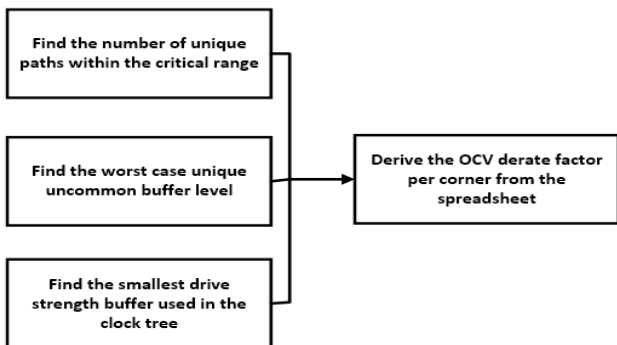 Find the number of unique
paths within the critical range
Find the worst case unique
uncommon buffer level
Find the smallest drive
strength buffer used in the
clock tree
Derive the OCV derate factor
per corner from the
spreadsheet